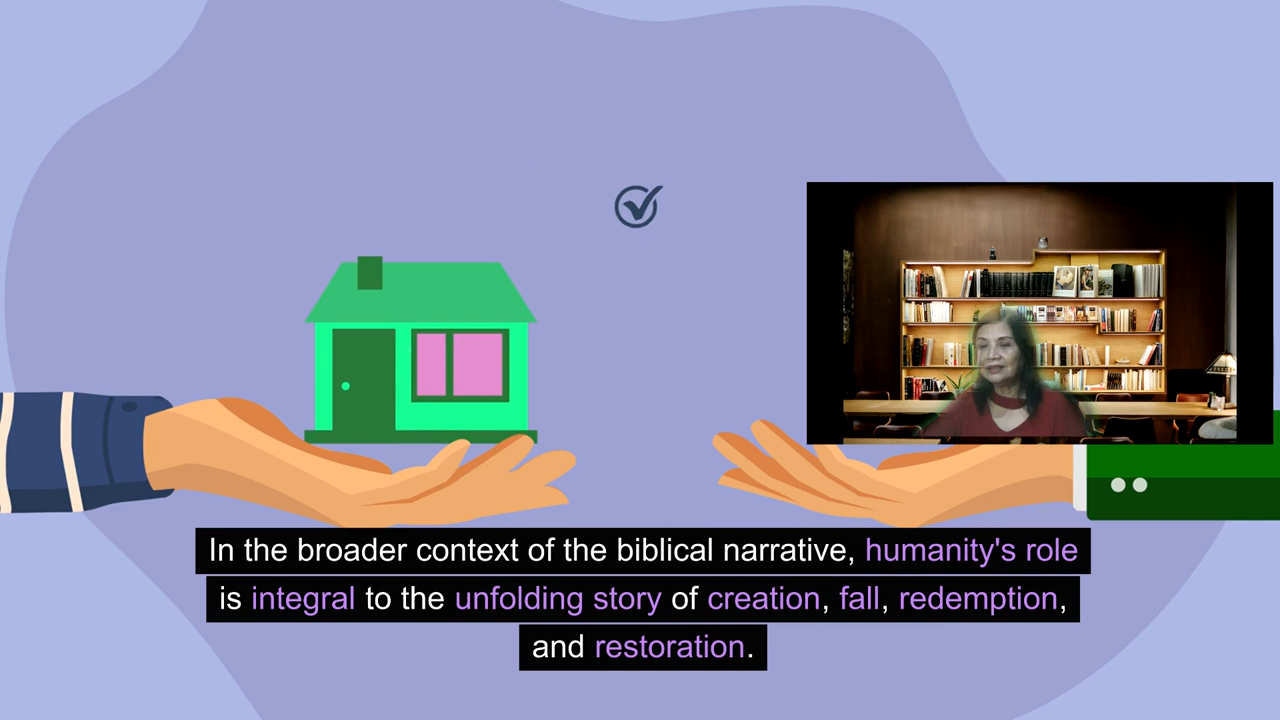 In the broader context of the biblical narrative, humanity's role
is integral to the unfolding story of creation, fall, redemption,
and restoration.